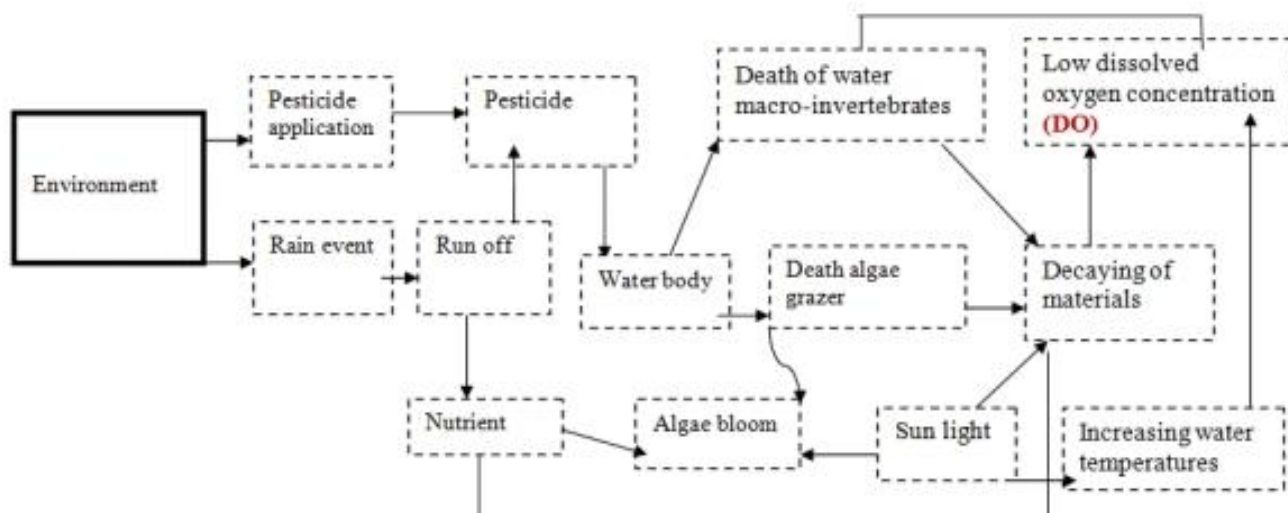 Environment
Pesticide
application
Pesticide
Death of water
macro-invertebrates
Low dissolved
oxygen concentration
(DO)
Rain event
Run off
Water body
Death algae
grazer
Decaying of
materials
Nutrient
Algae bloom
Sun light
Increasing water
temperatures